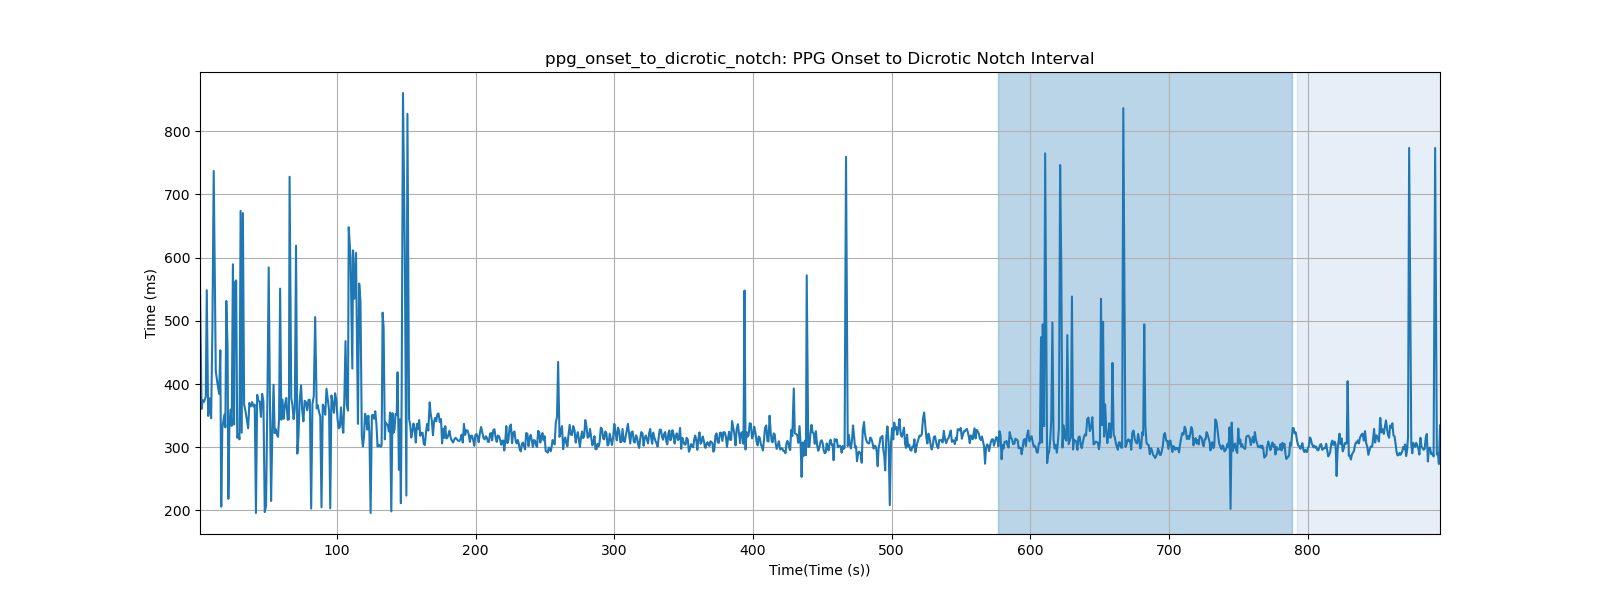 ppg_onset_to_dicrotic_notch: PPG Onset to Dicrotic Notch Interval
Time (ms)
800
700
600
500
400
300
200
100 200 300 400 500 600 700 800
Time(Time (s))